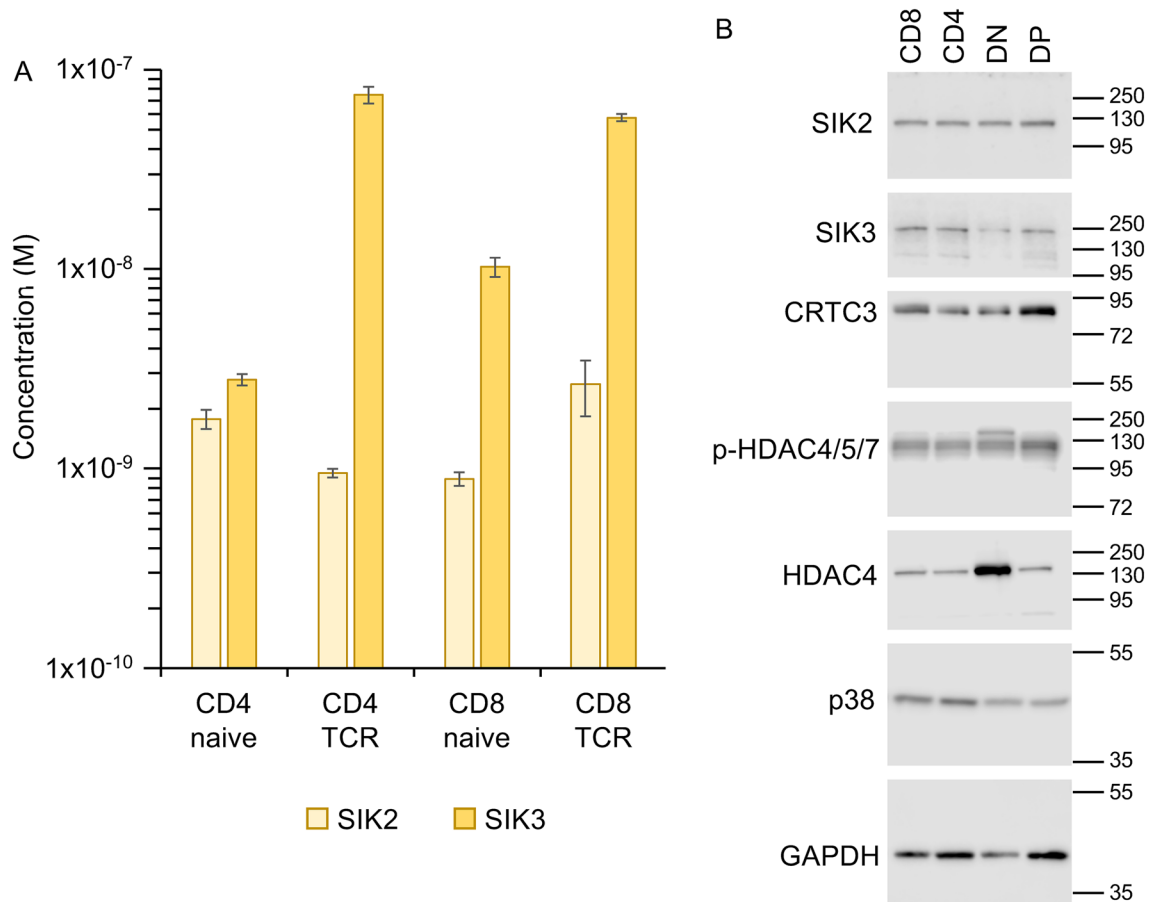 A
Concentration (M)
1x10⁻⁷
1x10⁻⁸
1x10⁻⁹
1x10⁻¹⁰
CD4 naive
CD4 TCR
CD8 naive
CD8 TCR
SIK2
SIK3
B
CD8 CD4 DN DP
SIK2
250
130
95
SIK3
250
130
95
CRTC3
95
72
55
p-HDAC4/5/7
250
130
95
72
HDAC4
250
130
95
p38
55
35
GAPDH
55
35